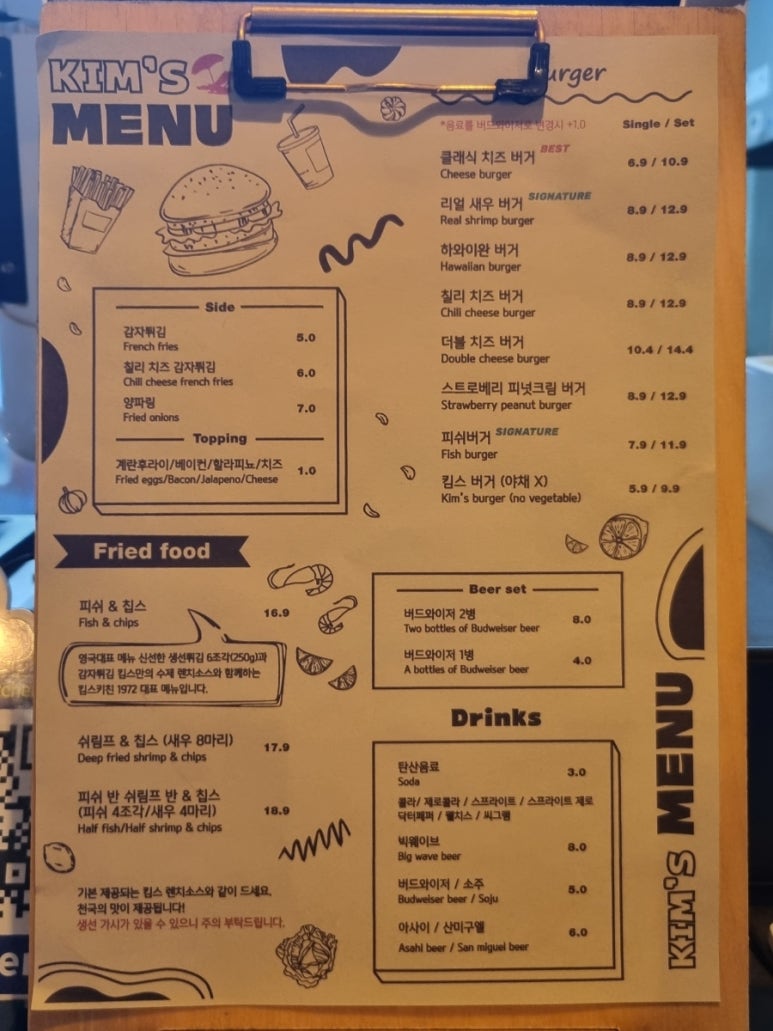 KIM'S
MENU
Side
감자튀김 5.0
French fries
칠리 치즈 감자튀김 6.0
Chili cheese french fries
양파링 7.0
Fried onions
Topping
계란후라이/베이컨/할라피뇨/치즈 1.0
Fried eggs/Bacon/Jalapeno/Cheese
Fried food
피쉬 & 칩스 16.9
Fish & chips
영국대표 메뉴 신선한 생선튀김 6조각(250g)과
감자튀김 킴스만의 수제 렌치소스와 함께하는
킴스키친 1972 대표 메뉴입니다.
쉬림프 & 칩스 (새우 8마리) 17.9
Deep fried shrimp & chips
피쉬 반 쉬림프 반 & 칩스
(피쉬 4조각/새우 4마리) 18.9
Half fish/Half shrimp & chips
기본 제공되는 킴스 렌치소스와 같이 드세요.
천국의 맛이 제공됩니다!
생선 가시가 있을 수 있으니 주의 부탁드립니다.
urger
*음료를 버드와이저로 변경시 +1.0 Single / Set
클래식 치즈 버거 BEST 6.9 / 10.9
Cheese burger
리얼 새우 버거 SIGNATURE 8.9 / 12.9
Real shrimp burger
하와이완 버거 8.9 / 12.9
Hawaiian burger
칠리 치즈 버거 8.9 / 12.9
Chili cheese burger
더블 치즈 버거 10.4 / 14.4
Double cheese burger
스트로베리 피넛크림 버거 8.9 / 12.9
Strawberry peanut burger
피쉬버거 SIGNATURE 7.9 / 11.9
Fish burger
킴스 버거 (야채 X) 5.9 / 9.9
Kim's burger (no vegetable)
Beer set
버드와이저 2병 8.0
Two bottles of Budweiser beer
버드와이저 1병 4.0
A bottles of Budweiser beer
Drinks
탄산음료 3.0
Soda
콜라/ 제로콜라 / 스프라이트 / 스프라이트 제로
닥터페퍼 / 웰치스 / 씨그램
빅웨이브 8.0
Big wave beer
버드와이저 / 소주 5.0
Budweiser beer / Soju
아사이 / 산미구엘 6.0
Asahi beer / San miguel beer
KIM'S MENU